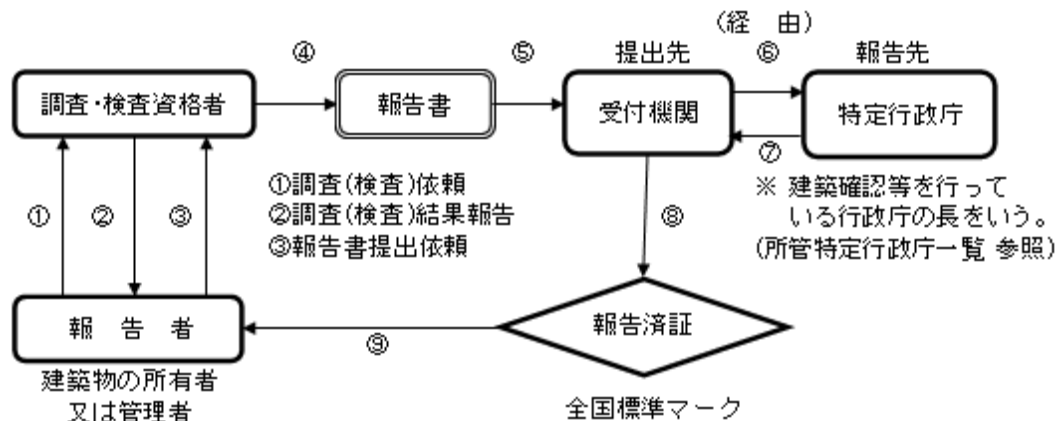 (経　由)
④
⑤
提出先
⑥
報告先
調査・検査資格者
報告書
受付機関
特定行政庁
⑦
①
②
③
①調査(検査)依頼
②調査(検査)結果報告
③報告書提出依頼
⑧
※ 建築確認等を行って
いる行政庁の長をいう。
(所管特定行政庁一覧 参照)
報　告　者
⑨
報告済証
建築物の所有者
又は管理者
全国標準マーク